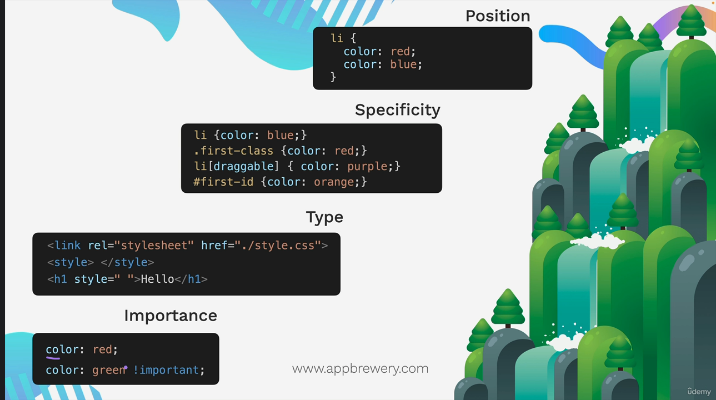 Position
li {
color: red;
color: blue;
}
Specificity
li {color: blue;}
.first-class {color: red;}
li[draggable] { color: purple;}
#first-id {color: orange;}
Type
<link rel="stylesheet" href="./style.css">
<style> </style>
<h1 style=" ">Hello</h1>
Importance
color: red;
color: green !important;
www.appbrewery.com
ûdemy